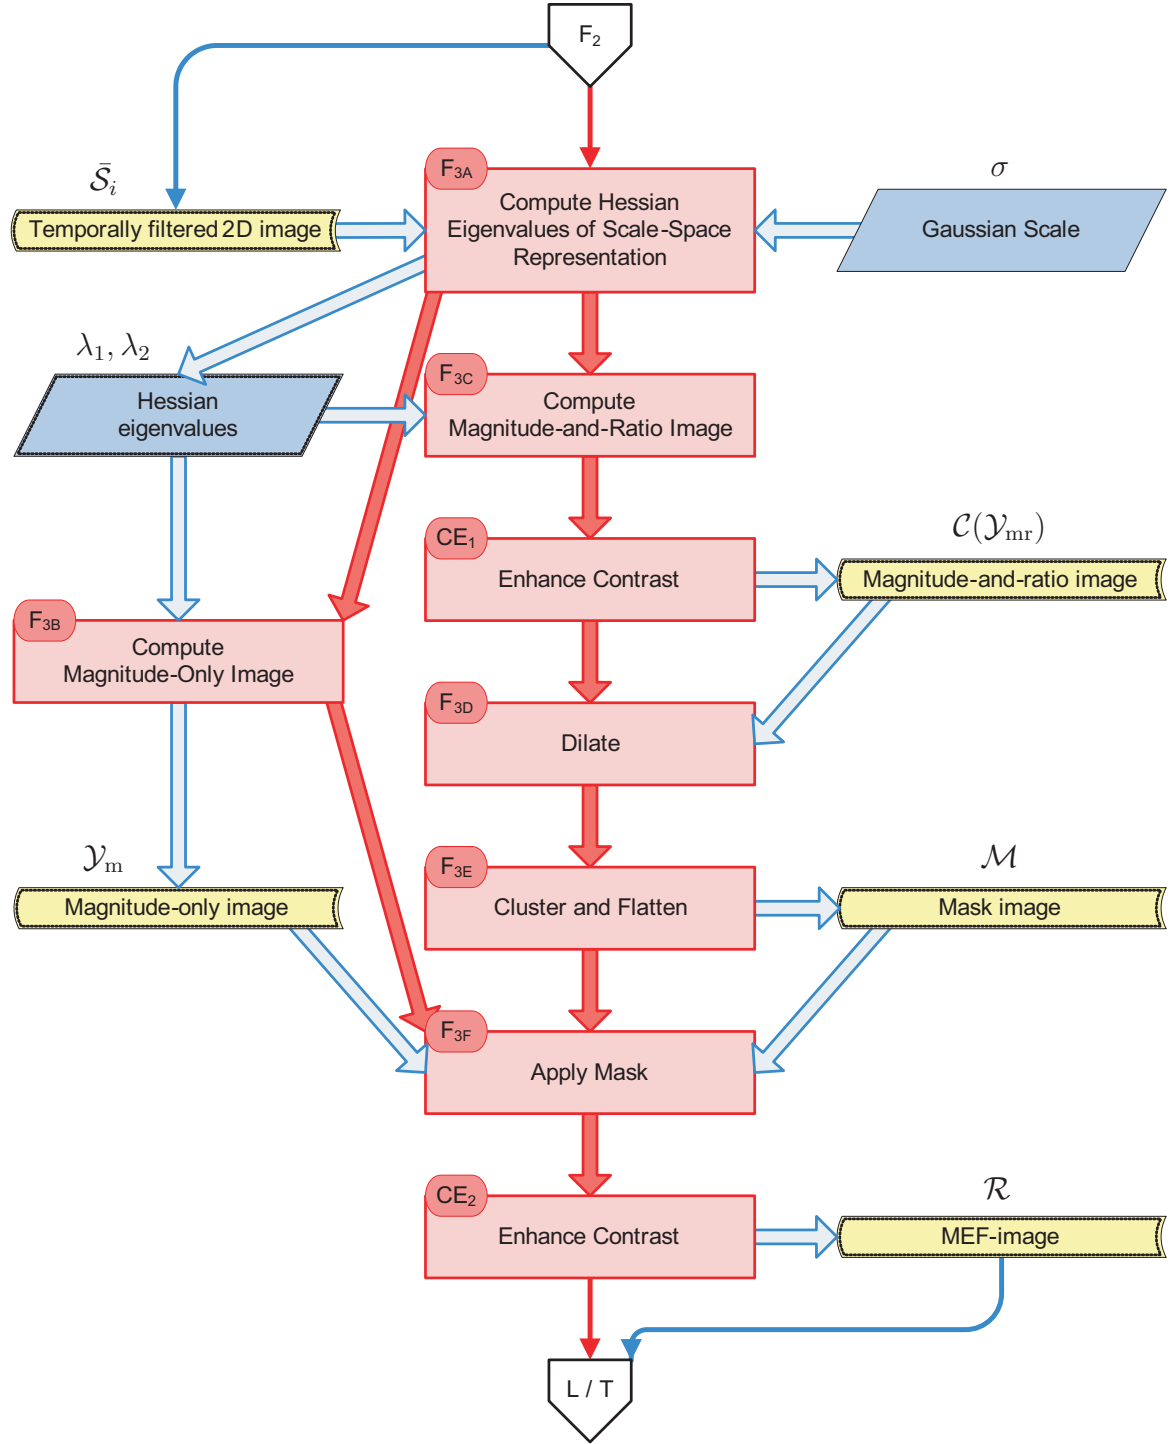 F₂
S̄ᵢ
F₃A
σ
Temporally filtered 2D image
Compute Hessian
Eigenvalues of Scale-Space
Representation
Gaussian Scale
λ₁, λ₂
F₃C
Hessian
eigenvalues
Compute
Magnitude-and-Ratio Image
CE₁
C(Y_mr)
Enhance Contrast
Magnitude-and-ratio image
F₃B
Compute
Magnitude-Only Image
F₃D
Dilate
Y_m
F₃E
M
Magnitude-only image
Cluster and Flatten
Mask image
F₃F
Apply Mask
CE₂
R
Enhance Contrast
MEF-image
L / T